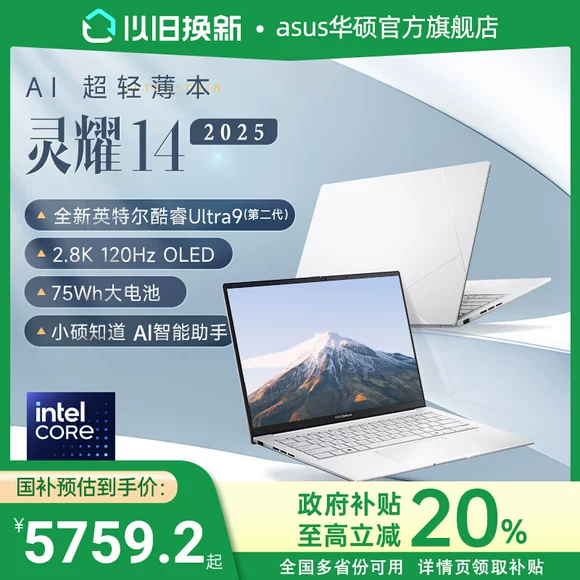 以旧换新 • asus华硕官方旗舰店
AI 超轻薄本
灵耀14 2025
全新英特尔酷睿Ultra9(第二代)
2.8K 120Hz OLED
75Wh大电池
小硕知道 AI智能助手
intel
CORE
国补预估到手价:
¥5759.2起
政府补贴
至高立减 20%
全国多省份可用 详情页领取补贴